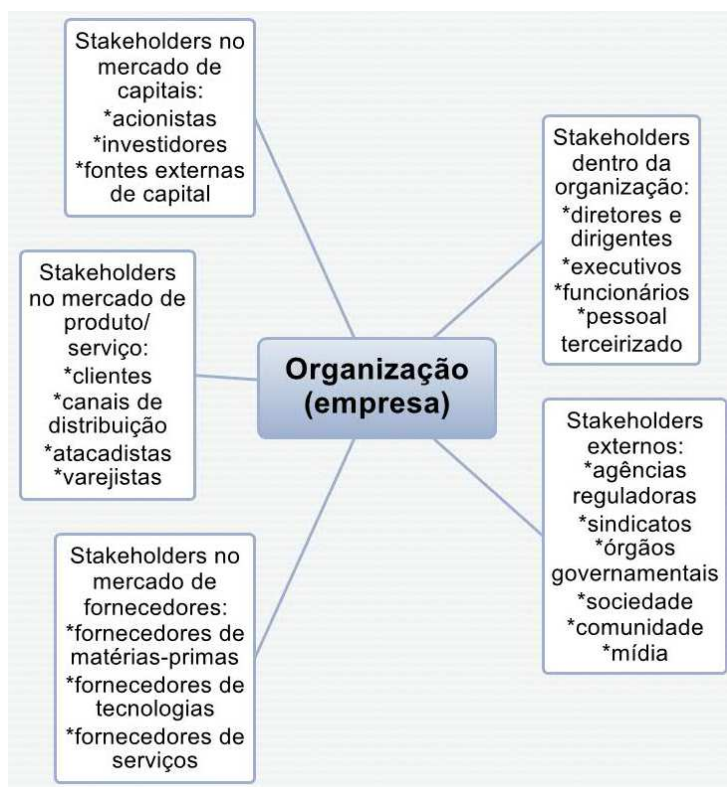 Stakeholders no
mercado de
capitais:
*acionistas
*investidores
*fontes externas
de capital
Stakeholders
dentro da
organização:
*diretores e
dirigentes
*executivos
*funcionários
*pessoal
terceirizado
Stakeholders
no mercado de
produto/
serviço:
*clientes
*canais de
distribuição
*atacadistas
*varejistas
Organização
(empresa)
Stakeholders
externos:
*agências
reguladoras
*sindicatos
*órgãos
governamentais
*sociedade
*comunidade
*mídia
Stakeholders no
mercado de
fornecedores:
*fornecedores de
matérias-primas
*fornecedores de
tecnologias
*fornecedores de
serviços